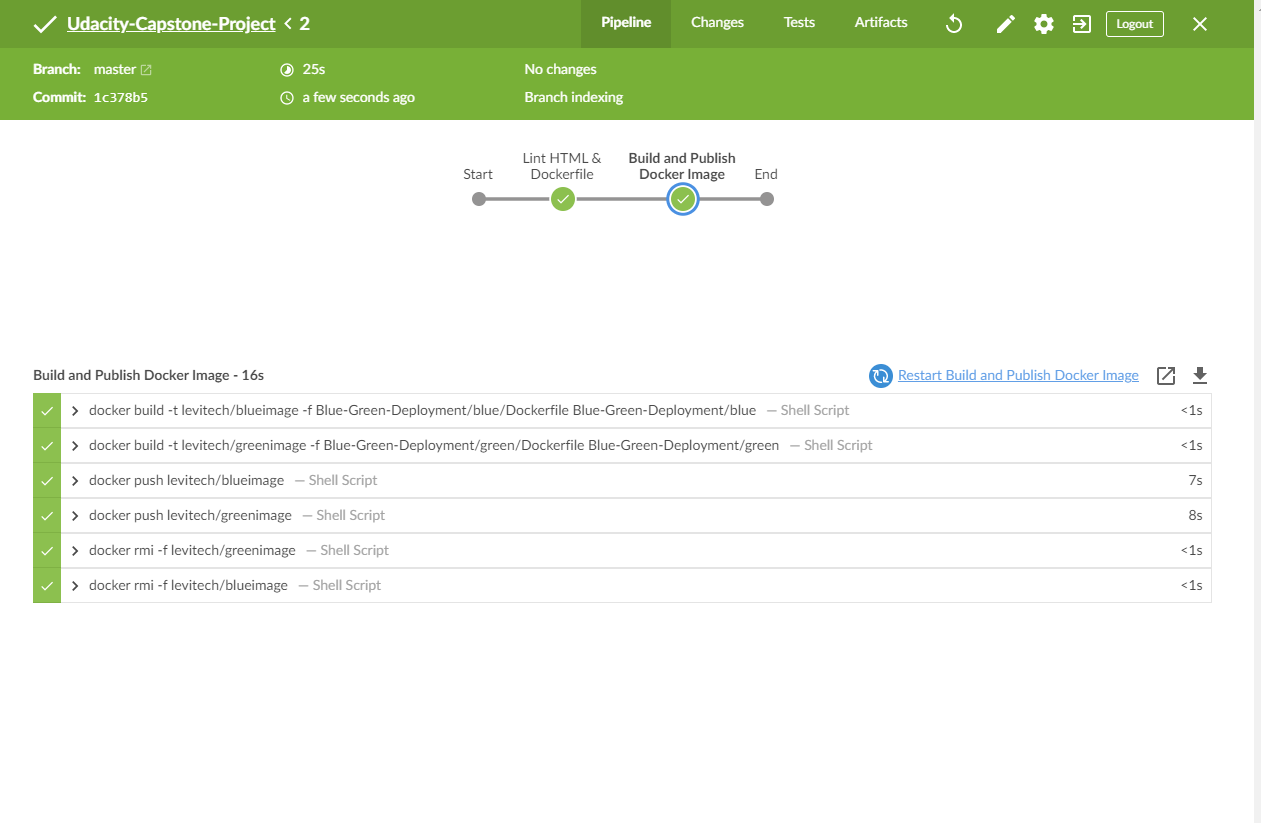 Udacity-Capstone-Project < 2
Pipeline Changes Tests Artifacts Logout
Branch: master 25s No changes
Commit: 1c378b5 a few seconds ago Branch indexing
Start
Lint HTML &
Dockerfile
Build and Publish
Docker Image
End
Build and Publish Docker Image - 16s Restart Build and Publish Docker Image
docker build -t levitech/blueimage -f Blue-Green-Deployment/blue/Dockerfile Blue-Green-Deployment/blue — Shell Script <1s
docker build -t levitech/greenimage -f Blue-Green-Deployment/green/Dockerfile Blue-Green-Deployment/green — Shell Script <1s
docker push levitech/blueimage — Shell Script 7s
docker push levitech/greenimage — Shell Script 8s
docker rmi -f levitech/greenimage — Shell Script <1s
docker rmi -f levitech/blueimage — Shell Script <1s